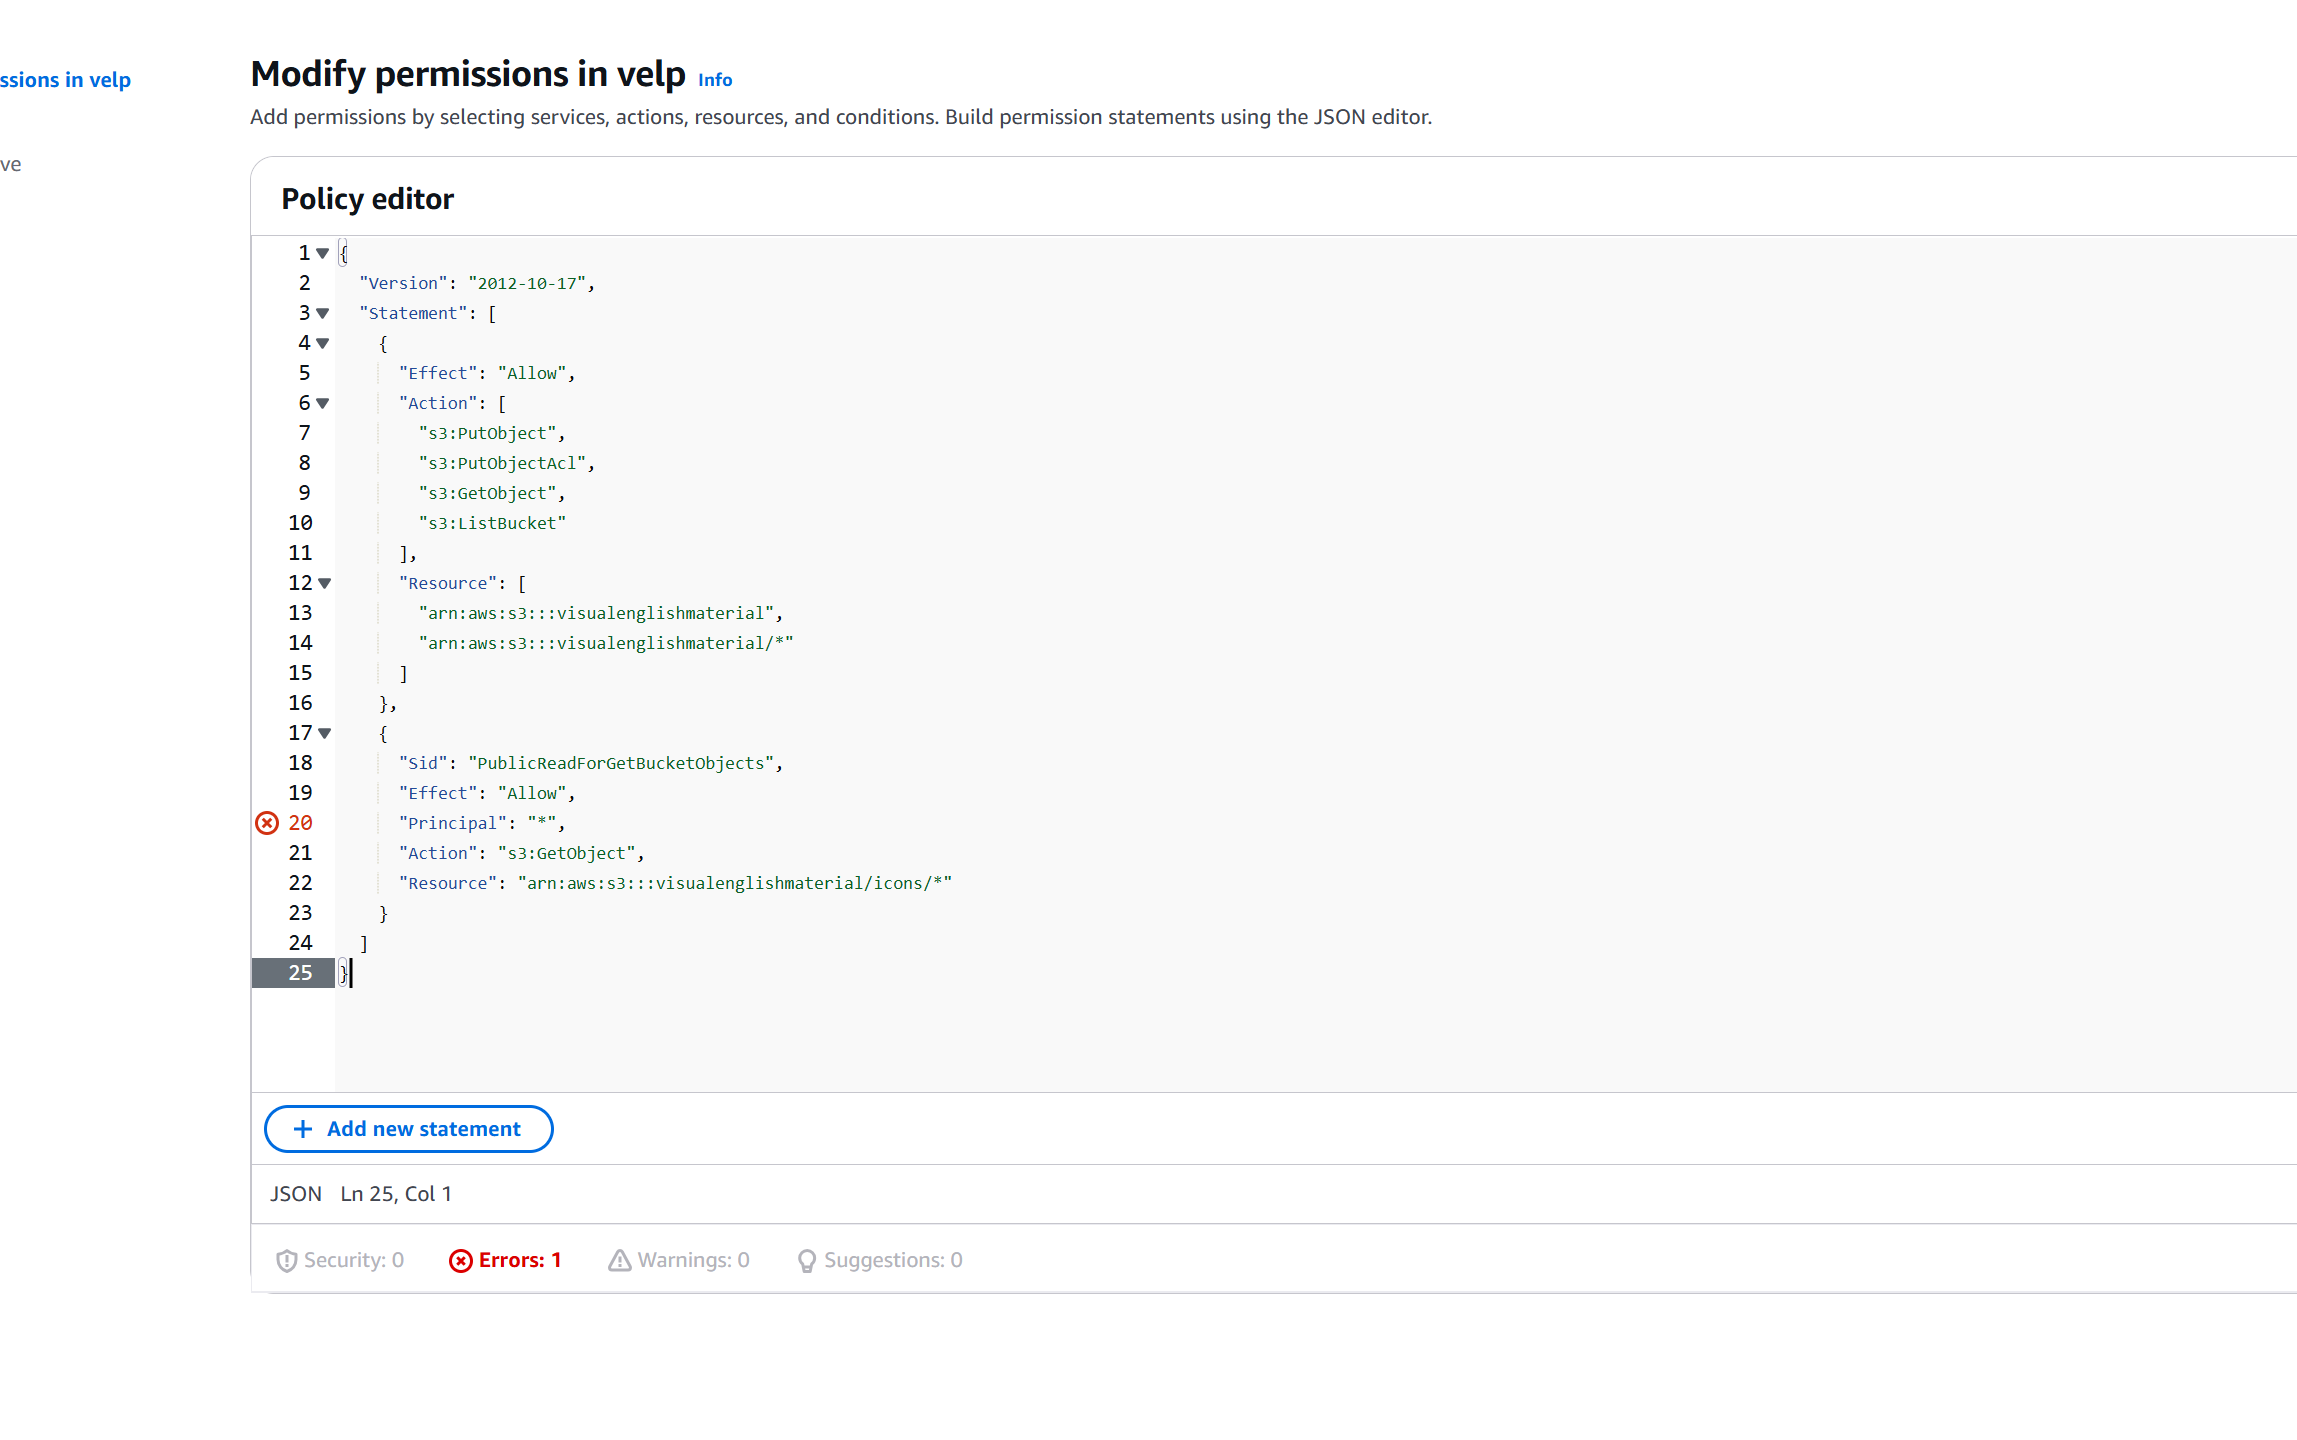 ssions in velp
ve
Modify permissions in velp Info
Add permissions by selecting services, actions, resources, and conditions. Build permission statements using the JSON editor.
Policy editor
1 {
2 "Version": "2012-10-17",
3 "Statement": [
4 {
5 "Effect": "Allow",
6 "Action": [
7 "s3:PutObject",
8 "s3:PutObjectAcl",
9 "s3:GetObject",
10 "s3:ListBucket"
11 ],
12 "Resource": [
13 "arn:aws:s3:::visualenglishmaterial",
14 "arn:aws:s3:::visualenglishmaterial/*"
15 ]
16 },
17 {
18 "Sid": "PublicReadForGetBucketObjects",
19 "Effect": "Allow",
20 "Principal": "*",
21 "Action": "s3:GetObject",
22 "Resource": "arn:aws:s3:::visualenglishmaterial/icons/*"
23 }
24 ]
25 }
+ Add new statement
JSON Ln 25, Col 1
Security: 0 Errors: 1 Warnings: 0 Suggestions: 0